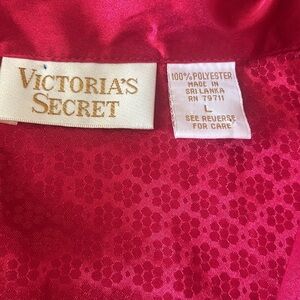 VICTORIA'S
SECRET
100% POLYESTER
MADE IN
SRI LANKA
RN 79711
L
SEE REVERSE
FOR CARE